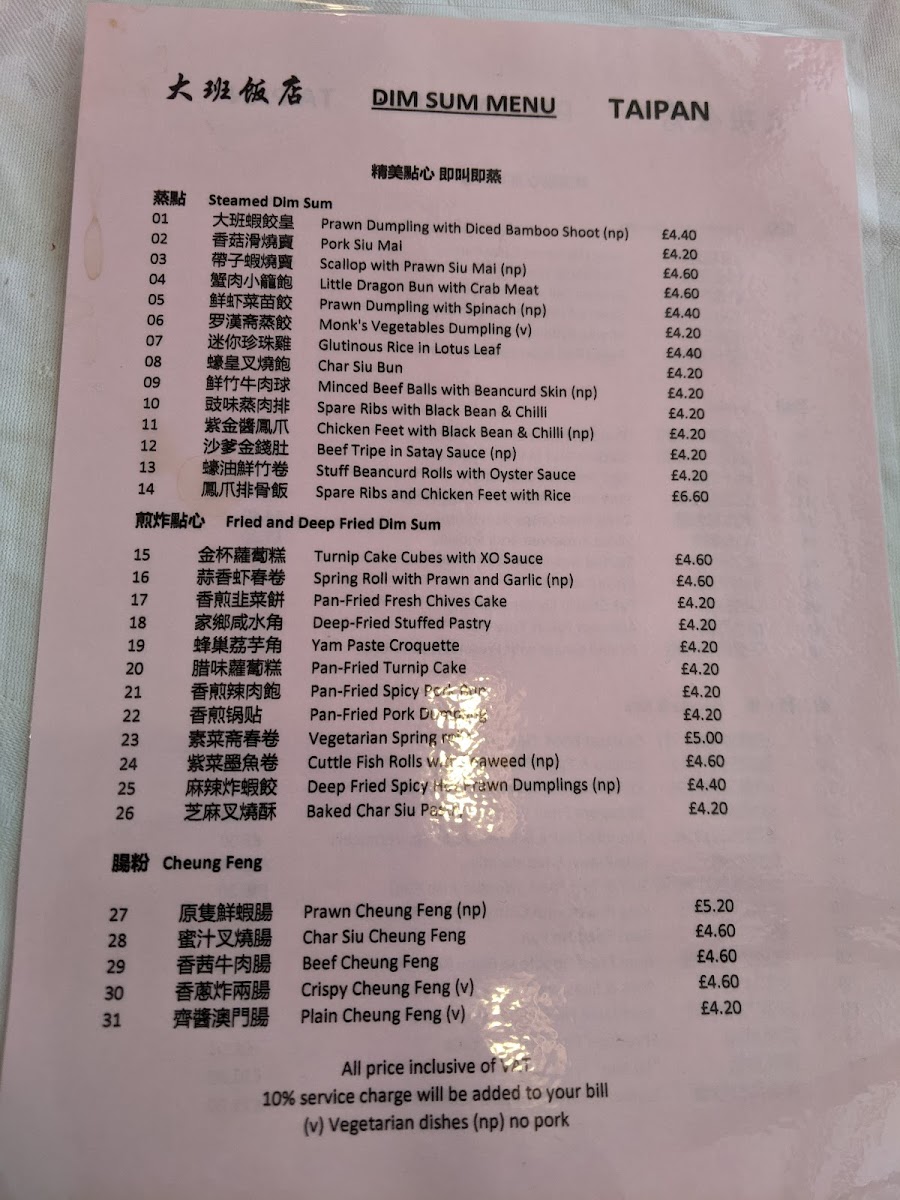 大班饭店 DIM SUM MENU TAIPAN
精美點心 即叫即蒸
蒸點 Steamed Dim Sum
01 大班蝦餃皇 Prawn Dumpling with Diced Bamboo Shoot (np) £4.40
02 香菇滑燒賣 Pork Siu Mai £4.20
03 帶子蝦燒賣 Scallop with Prawn Siu Mai (np) £4.60
04 蟹肉小籠飽 Little Dragon Bun with Crab Meat £4.60
05 鮮虾菜苗餃 Prawn Dumpling with Spinach (np) £4.40
06 罗漢斋蒸餃 Monk's Vegetables Dumpling (v) £4.20
07 迷你珍珠雞 Glutinous Rice in Lotus Leaf £4.40
08 蠔皇叉燒飽 Char Siu Bun £4.20
09 鮮竹牛肉球 Minced Beef Balls with Beancurd Skin (np) £4.20
10 豉味蒸肉排 Spare Ribs with Black Bean & Chilli £4.20
11 紫金醬鳳爪 Chicken Feet with Black Bean & Chilli (np) £4.20
12 沙爹金錢肚 Beef Tripe in Satay Sauce (np) £4.20
13 蠔油鮮竹卷 Stuff Beancurd Rolls with Oyster Sauce £4.20
14 鳳爪排骨飯 Spare Ribs and Chicken Feet with Rice £6.60
煎炸點心 Fried and Deep Fried Dim Sum
15 金杯蘿蔔糕 Turnip Cake Cubes with XO Sauce £4.60
16 蒜香虾春卷 Spring Roll with Prawn and Garlic (np) £4.60
17 香煎韭菜餅 Pan-Fried Fresh Chives Cake £4.20
18 家鄉咸水角 Deep-Fried Stuffed Pastry £4.20
19 蜂巢荔芋角 Yam Paste Croquette £4.20
20 腊味蘿蔔糕 Pan-Fried Turnip Cake £4.20
21 香煎辣肉飽 Pan-Fried Spicy Pork Bun £4.20
22 香煎锅贴 Pan-Fried Pork Dumpling £4.20
23 素菜斋春卷 Vegetarian Spring £5.00
24 紫菜墨魚卷 Cuttle Fish Rolls with Seaweed (np) £4.60
25 麻辣炸蝦餃 Deep Fried Spicy Prawn Dumplings (np) £4.40
26 芝麻叉燒酥 Baked Char Siu Pastry £4.20
腸粉 Cheung Feng
27 原隻鮮蝦腸 Prawn Cheung Feng (np) £5.20
28 蜜汁叉燒腸 Char Siu Cheung Feng £4.60
29 香茜牛肉腸 Beef Cheung Feng £4.60
30 香蔥炸兩腸 Crispy Cheung Feng (v) £4.60
31 齊醬澳門腸 Plain Cheung Feng (v) £4.20
All price inclusive of VAT
10% service charge will be added to your bill
(v) Vegetarian dishes (np) no pork